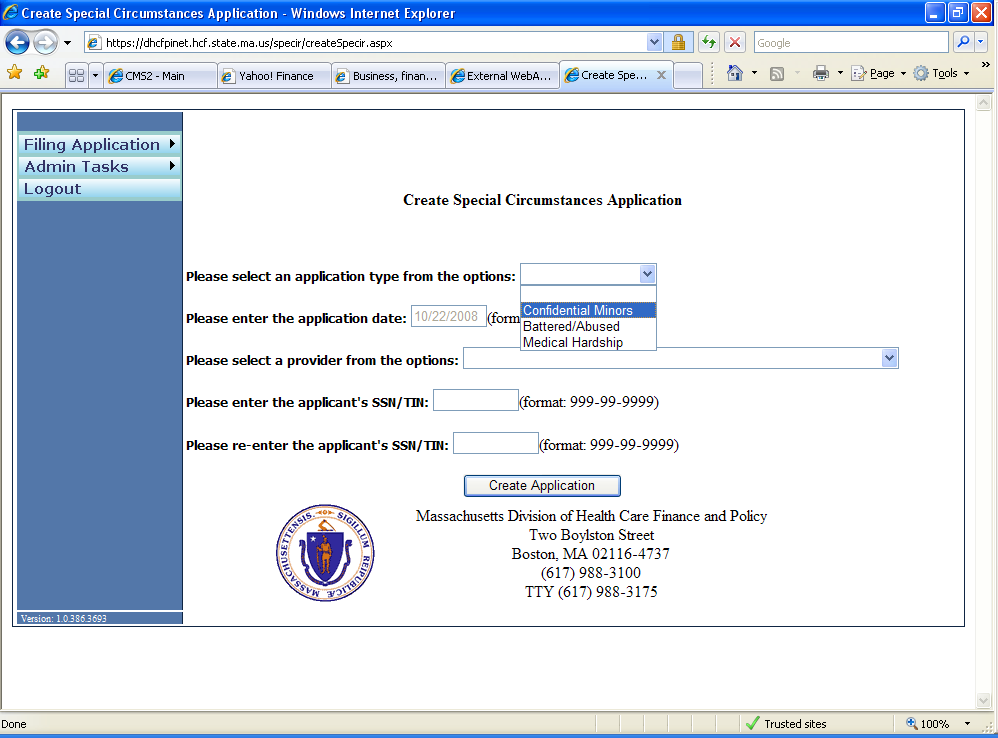 Create Special Circumstances Application - Windows Internet Explorer
https://dhcfpinet.hcf.state.ma.us/specir/createSpecir.aspx
Google
CMS2 - Main
Yahoo! Finance
Business, finan...
External WebA...
Create Spe... X
Page
Tools
»
Filing Application
Admin Tasks
Logout
Create Special Circumstances Application
Please select an application type from the options:
Confidential Minors
Battered/Abused
Medical Hardship
Please enter the application date: 10/22/2008 (form
Please select a provider from the options:
Please enter the applicant's SSN/TIN: (format: 999-99-9999)
Please re-enter the applicant's SSN/TIN: (format: 999-99-9999)
Create Application
SIGILLUM REIPUBLICÆ MASSACHUSETTENSIS
Massachusetts Division of Health Care Finance and Policy
Two Boylston Street
Boston, MA 02116-4737
(617) 988-3100
TTY (617) 988-3175
Version: 1.0.386.3693
Done
Trusted sites
100%